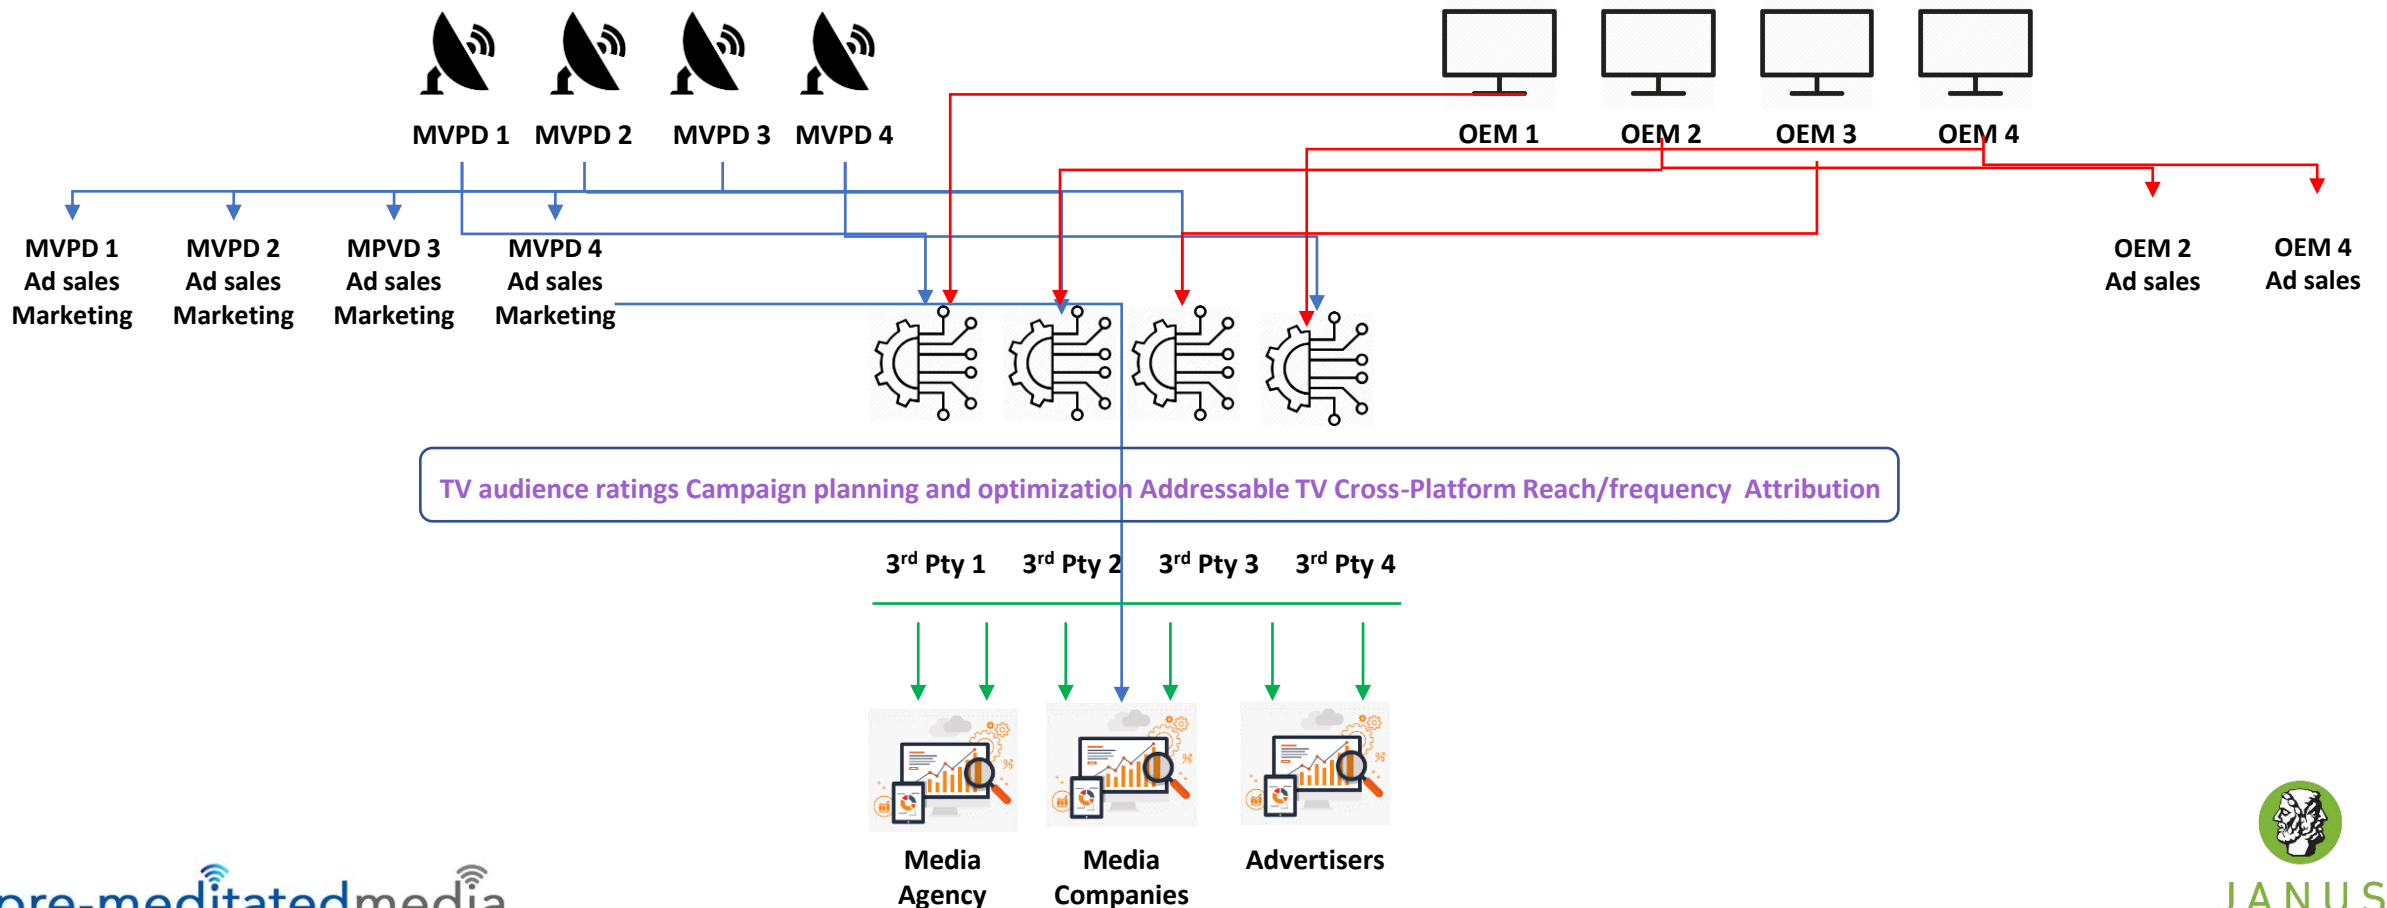 MVPD 1 MVPD 2 MVPD 3 MVPD 4
OEM 1 OEM 2 OEM 3 OEM 4
MVPD 1
Ad sales
Marketing
MVPD 2
Ad sales
Marketing
MPVD 3
Ad sales
Marketing
MVPD 4
Ad sales
Marketing
OEM 2
Ad sales
OEM 4
Ad sales
TV audience ratings Campaign planning and optimization Addressable TV Cross-Platform Reach/frequency Attribution
3rd Pty 1 3rd Pty 2 3rd Pty 3 3rd Pty 4
Media
Agency
Media
Companies
Advertisers
pre-meditatedmedia
JANUS